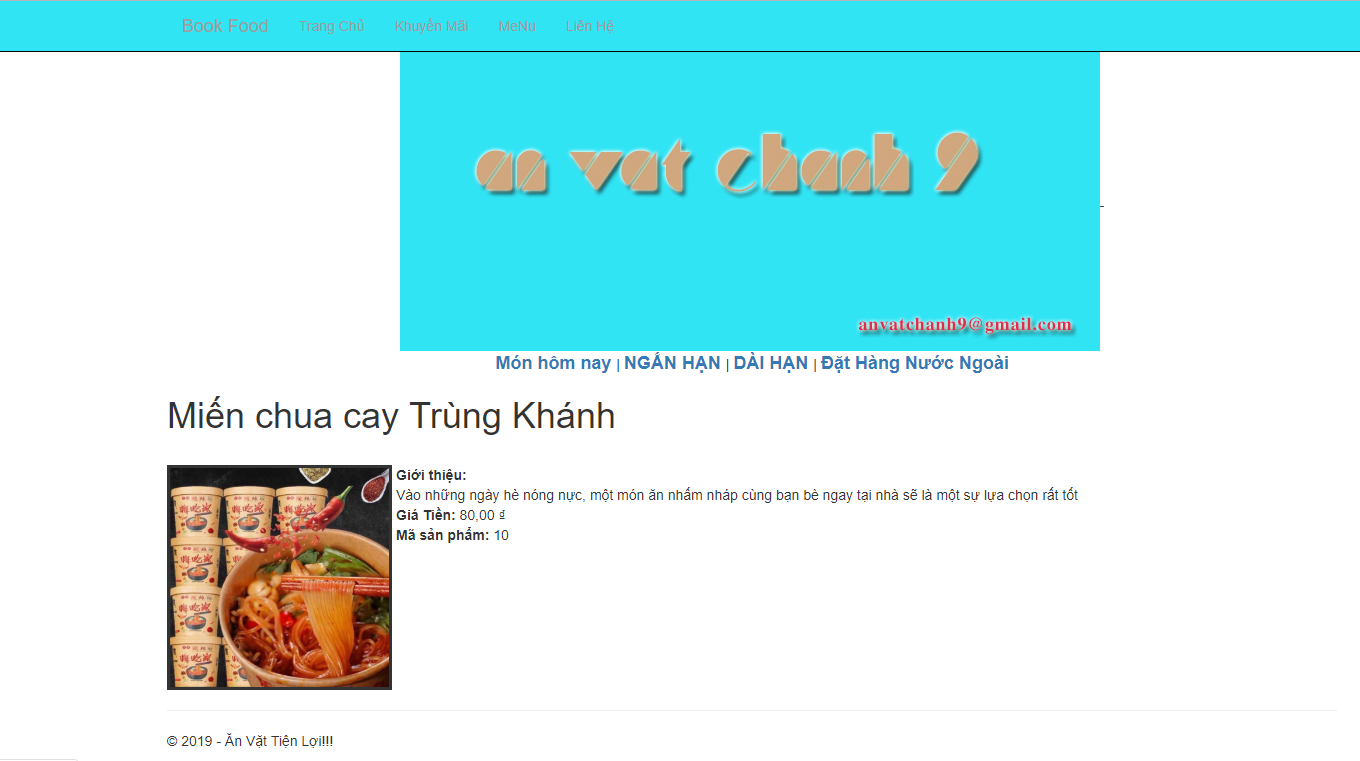 Book Food Trang Chủ Khuyến Mãi MeNu Liên Hệ
an vat chanh 9
anvatchanh9@gmail.com
Món hôm nay | NGẮN HẠN | DÀI HẠN | Đặt Hàng Nước Ngoài
Miến chua cay Trùng Khánh
Giới thiệu:
Vào những ngày hè nóng nực, một món ăn nhấm nháp cùng bạn bè ngay tại nhà sẽ là một sự lựa chọn rất tốt
Giá Tiền: 80,00 ₫
Mã sản phẩm: 10
© 2019 - Ăn Vặt Tiện Lợi!!!